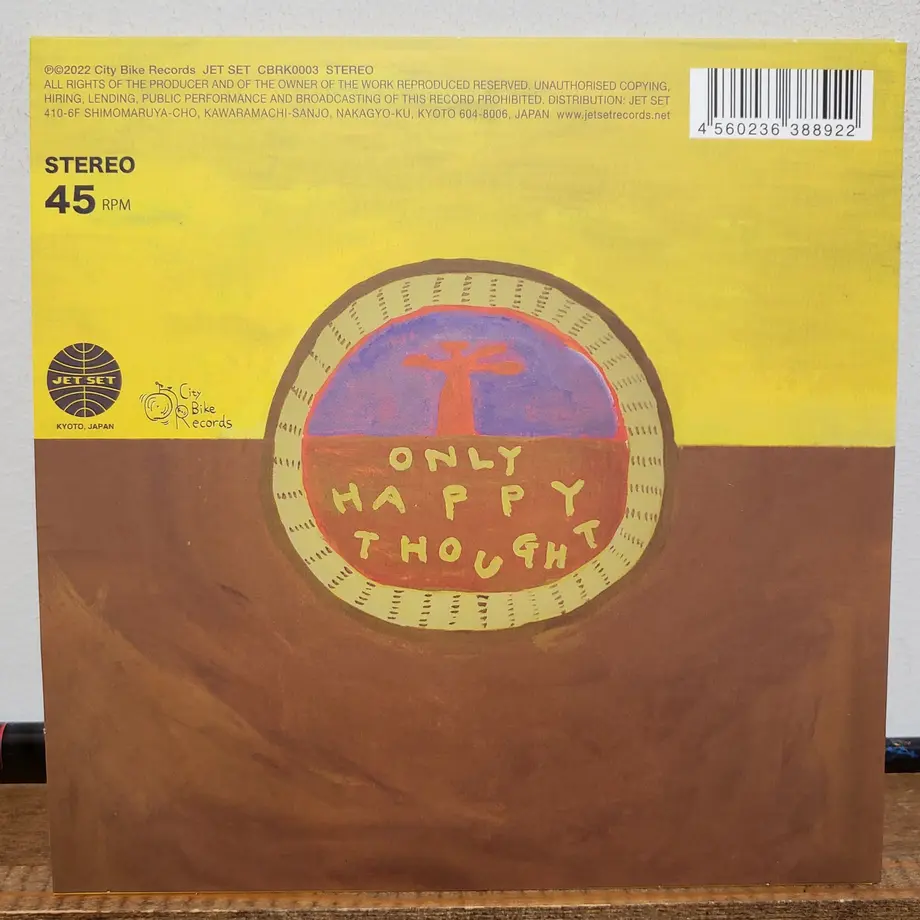 ℗©2022 City Bike Records JET SET CBRK0003 STEREO
ALL RIGHTS OF THE PRODUCER AND OF THE OWNER OF THE WORK REPRODUCED RESERVED. UNAUTHORISED COPYING,
HIRING, LENDING, PUBLIC PERFORMANCE AND BROADCASTING OF THIS RECORD PROHIBITED. DISTRIBUTION: JET SET
410-6F SHIMOMARUYA-CHO, KAWARAMACHI-SANJO, NAKAGYO-KU, KYOTO 604-8006, JAPAN www.jetsetrecords.net
4 560236 388922
STEREO
45 RPM
JET SET
KYOTO, JAPAN
City
Bike
Records
ONLY
HAPPY
THOUGHT